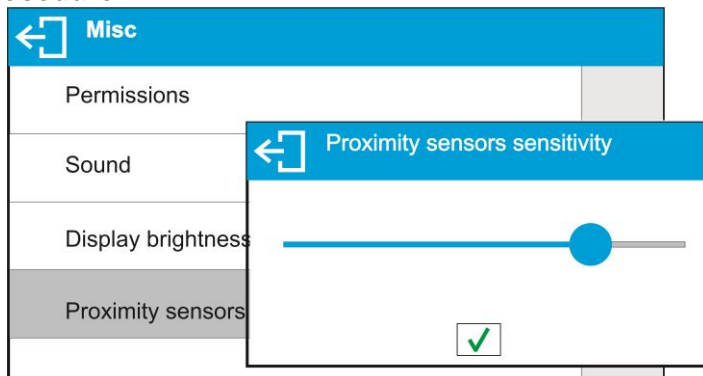 Misc
Permissions
Sound
Display brightness
Proximity sensors
Proximity sensors sensitivity